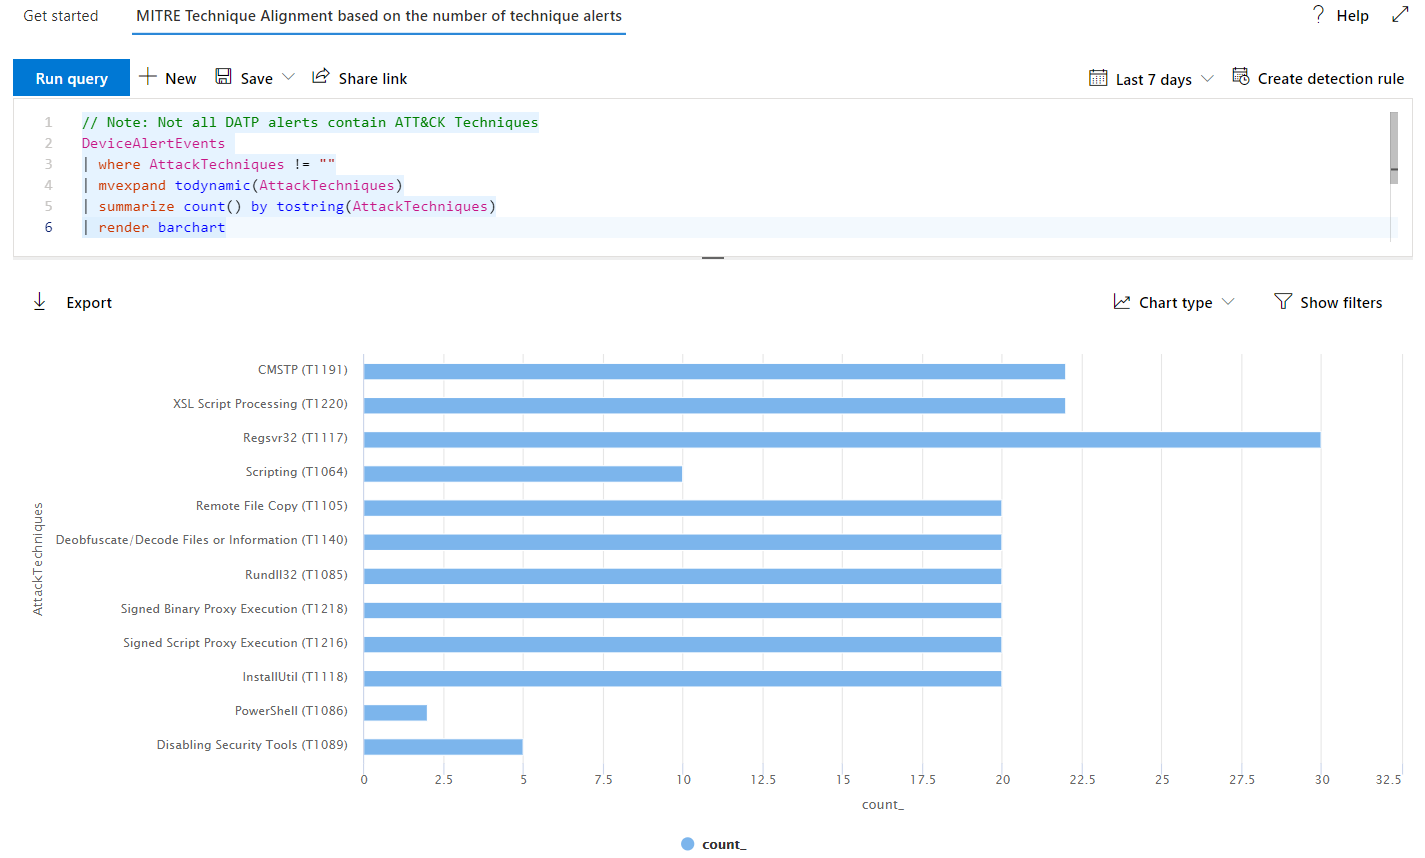 Get started
MITRE Technique Alignment based on the number of technique alerts
? Help
Run query
New
Save
Share link
Last 7 days
Create detection rule
1 // Note: Not all DATP alerts contain ATT&CK Techniques
2 DeviceAlertEvents
3 | where AttackTechniques != ""
4 | mvexpand todynamic(AttackTechniques)
5 | summarize count() by tostring(AttackTechniques)
6 | render barchart
Export
Chart type
Show filters
AttackTechniques
CMSTP (T1191)
XSL Script Processing (T1220)
Regsvr32 (T1117)
Scripting (T1064)
Remote File Copy (T1105)
Deobfuscate/Decode Files or Information (T1140)
Rundll32 (T1085)
Signed Binary Proxy Execution (T1218)
Signed Script Proxy Execution (T1216)
InstallUtil (T1118)
PowerShell (T1086)
Disabling Security Tools (T1089)
0 2.5 5 7.5 10 12.5 15 17.5 20 22.5 25 27.5 30 32.5
count_
count_